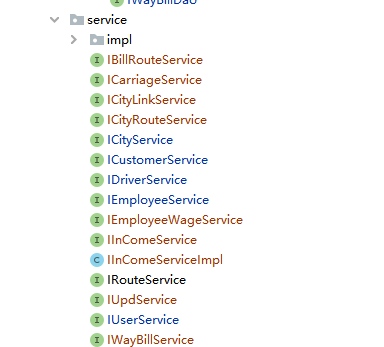 IWayBillDao
service
impl
IBillRouteService
ICarriageService
ICityLinkService
ICityRouteService
ICityService
ICustomerService
IDriverService
IEmployeeService
IEmployeeWageService
IInComeService
IInComeServiceImpl
IRouteService
IUpdService
IUserService
IWayBillService